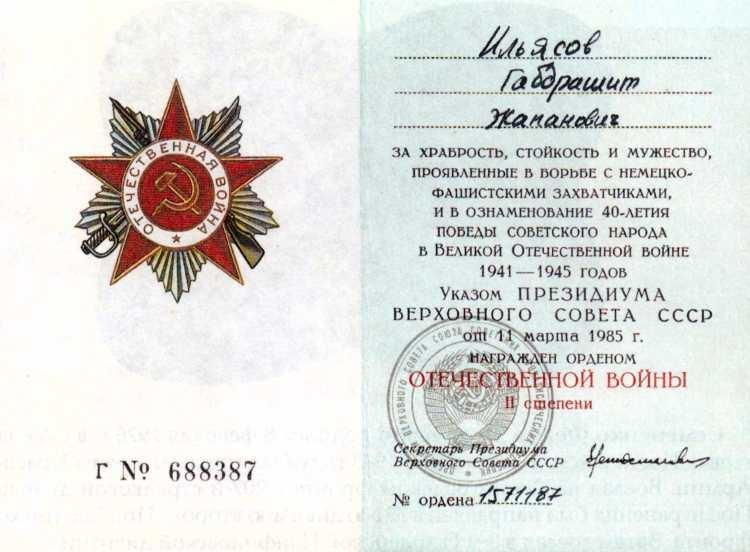 ОТЕЧЕСТВЕННАЯ ВОЙНА
Г № 688387
Ильясов
Габдрашит
Жапанович
ЗА ХРАБРОСТЬ, СТОЙКОСТЬ И МУЖЕСТВО,
ПРОЯВЛЕННЫЕ В БОРЬБЕ С НЕМЕЦКО-
ФАШИСТСКИМИ ЗАХВАТЧИКАМИ,
И В ОЗНАМЕНОВАНИЕ 40-ЛЕТИЯ
ПОБЕДЫ СОВЕТСКОГО НАРОДА
В ВЕЛИКОЙ ОТЕЧЕСТВЕННОЙ ВОЙНЕ
1941—1945 ГОДОВ
УКАЗОМ ПРЕЗИДИУМА
ВЕРХОВНОГО СОВЕТА СССР
от 11 марта 1985 г.
НАГРАЖДЕН ОРДЕНОМ
ОТЕЧЕСТВЕННОЙ ВОЙНЫ
II степени
Секретарь Президиума
Верховного Совета СССР
№ ордена 1571187